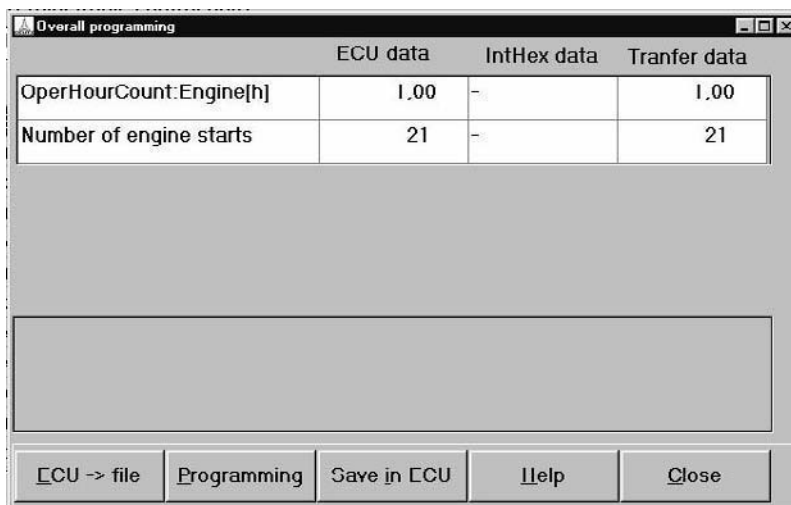 Overall programming
ECU data IntHex data Tranfer data
OperHourCount:Engine[h] 1,00 - 1,00
Number of engine starts 21 - 21
ECU -> file Programming Save in ECU Help Close